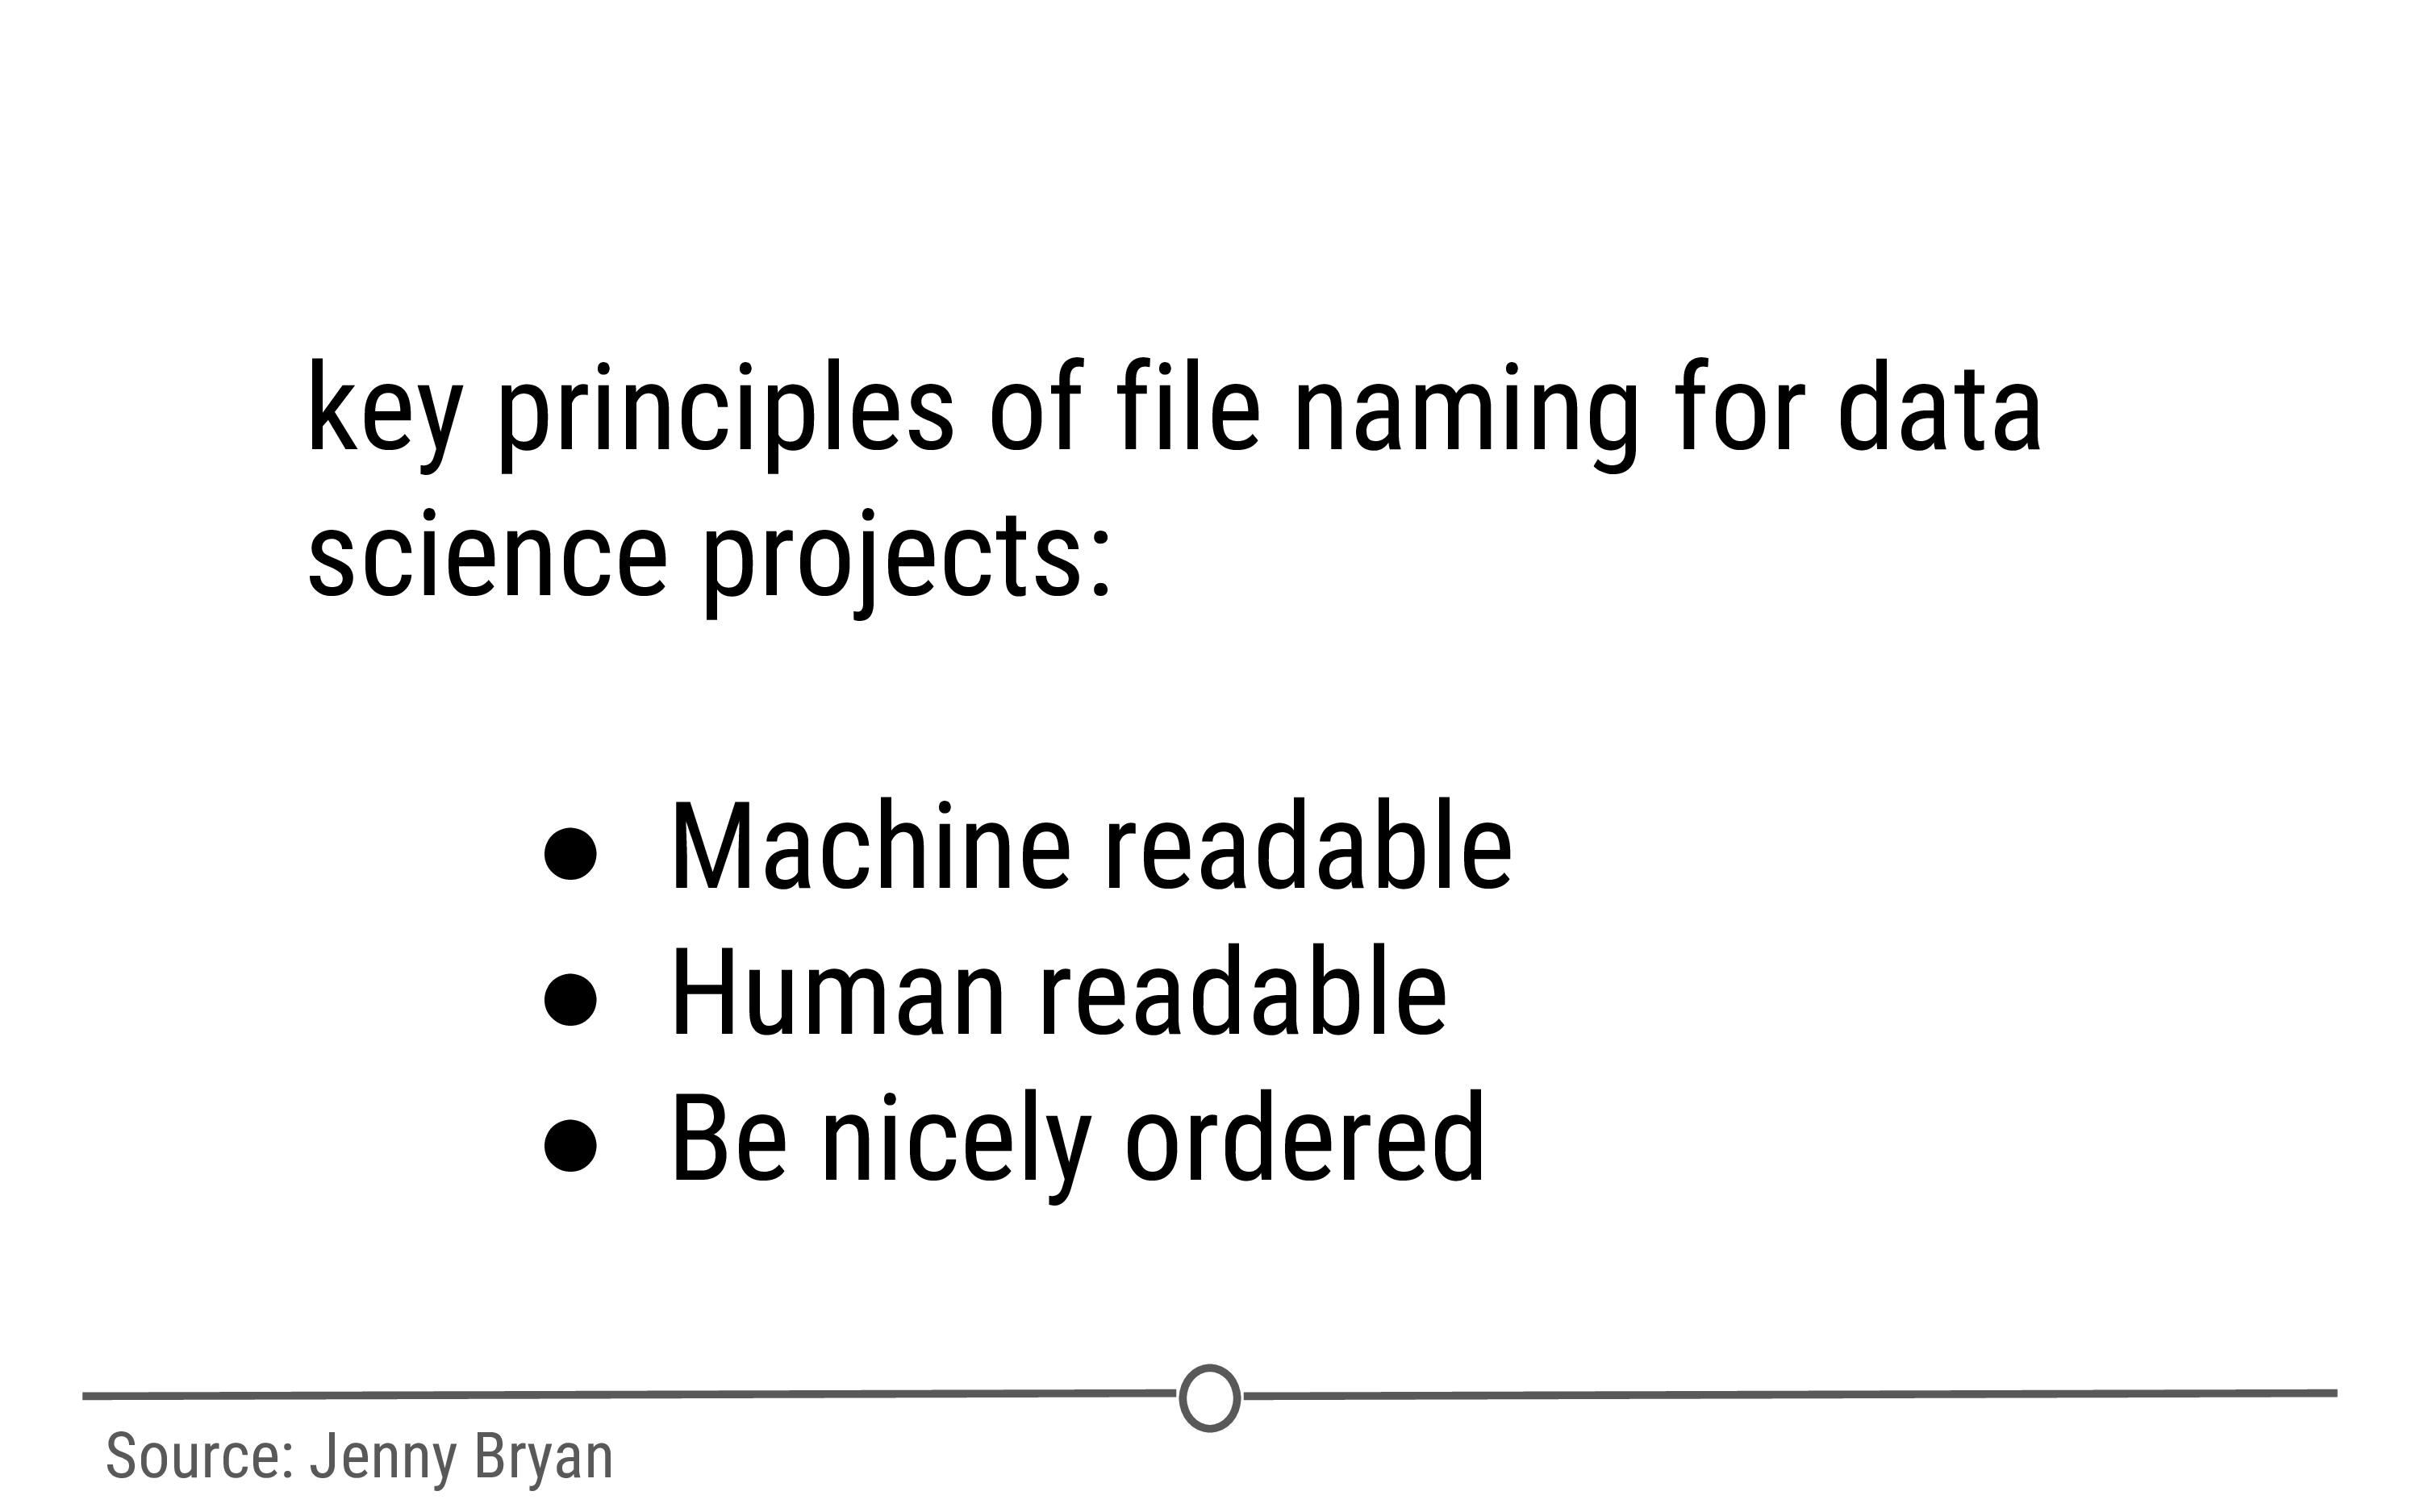 key principles of file naming for data
science projects:
● Machine readable
● Human readable
● Be nicely ordered
Source: Jenny Bryan